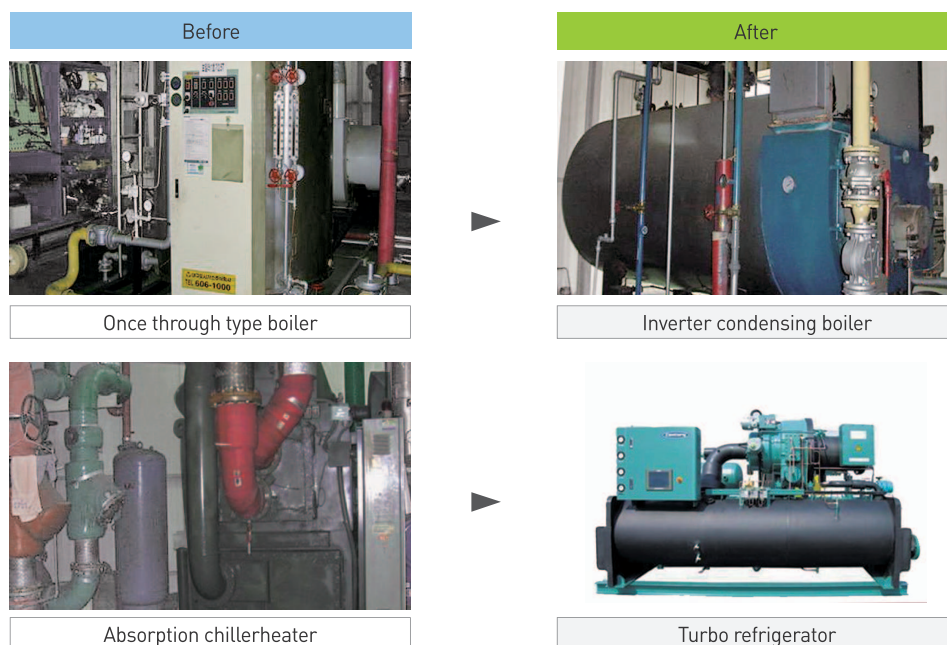 Before
After
TEL 606-1000
Once through type boiler
Inverter condensing boiler
Absorption chillerheater
Turbo refrigerator